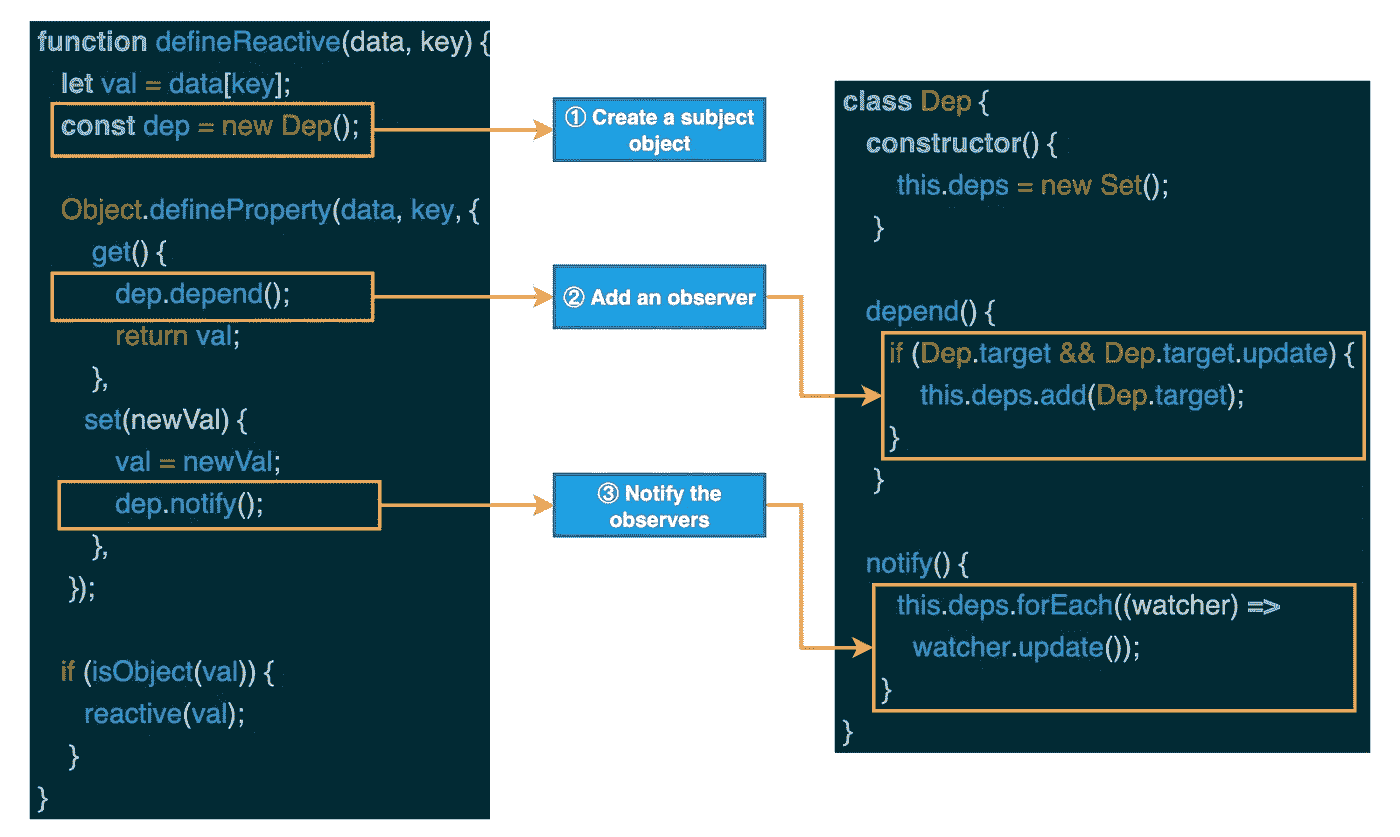 function defineReactive(data, key) {
let val = data[key];
const dep = new Dep();
Object.defineProperty(data, key, {
get() {
dep.depend();
return val;
},
set(newVal) {
val = newVal;
dep.notify();
},
});
if (isObject(val)) {
reactive(val);
}
}
① Create a subject
object
② Add an observer
③ Notify the
observers
class Dep {
constructor() {
this.deps = new Set();
}
depend() {
if (Dep.target && Dep.target.update) {
this.deps.add(Dep.target);
}
}
notify() {
this.deps.forEach((watcher) =>
watcher.update());
}
}